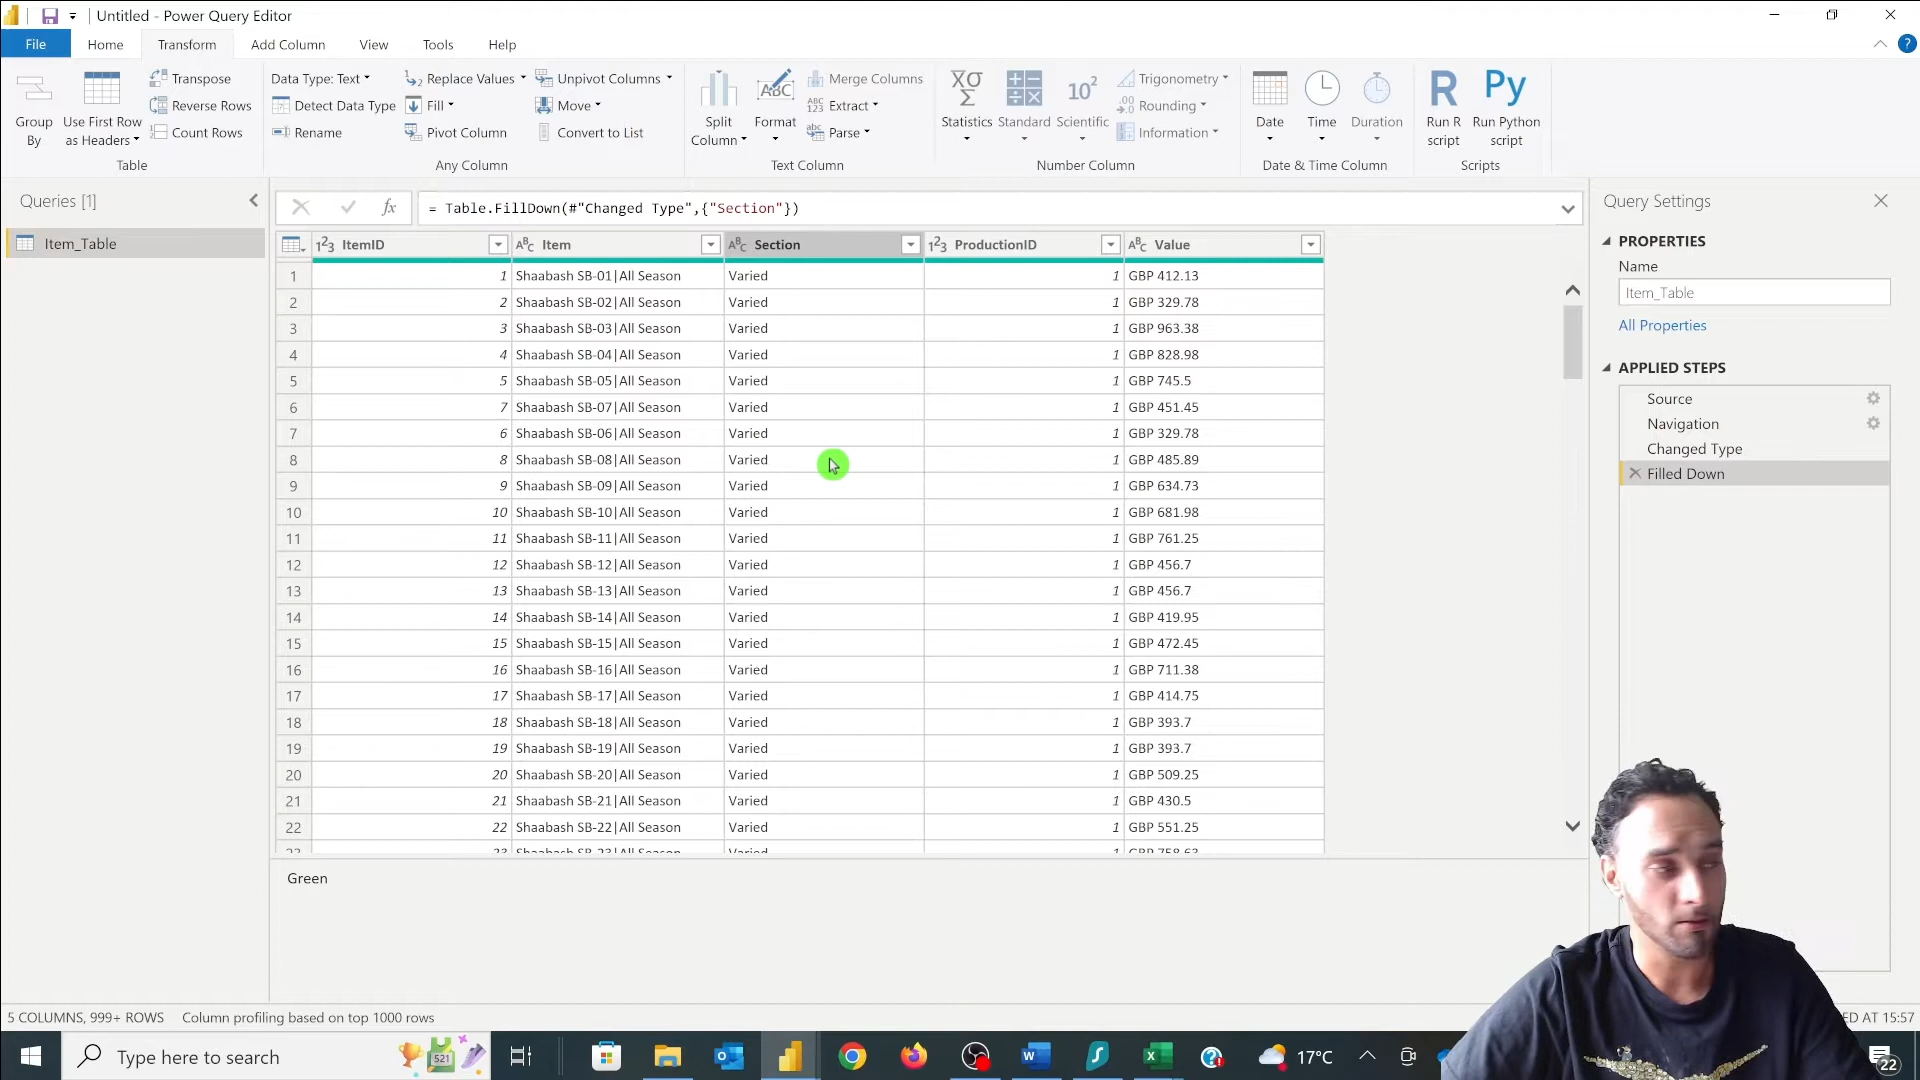 Untitled - Power Query Editor
File Home Transform Add Column View Tools Help
Group By
Use First Row as Headers
Transpose
Reverse Rows
Count Rows
Table
Data Type: Text
Detect Data Type
Rename
Replace Values
Fill
Pivot Column
Unpivot Columns
Move
Convert to List
Any Column
Split Column
Format
Merge Columns
Extract
Parse
Text Column
Statistics
Standard
Scientific
Trigonometry
Rounding
Information
Number Column
Date
Time
Duration
Date & Time Column
Run R script
Run Python script
Scripts
Queries [1]
Item_Table
= Table.FillDown(#"Changed Type",{"Section"})
ItemID Item Section ProductionID Value
1 1 Shaabash SB-01|All Season Varied 1 GBP 412.13
2 2 Shaabash SB-02|All Season Varied 1 GBP 329.78
3 3 Shaabash SB-03|All Season Varied 1 GBP 963.38
4 4 Shaabash SB-04|All Season Varied 1 GBP 828.98
5 5 Shaabash SB-05|All Season Varied 1 GBP 745.5
6 7 Shaabash SB-07|All Season Varied 1 GBP 451.45
7 6 Shaabash SB-06|All Season Varied 1 GBP 329.78
8 8 Shaabash SB-08|All Season Varied 1 GBP 485.89
9 9 Shaabash SB-09|All Season Varied 1 GBP 634.73
10 10 Shaabash SB-10|All Season Varied 1 GBP 681.98
11 11 Shaabash SB-11|All Season Varied 1 GBP 761.25
12 12 Shaabash SB-12|All Season Varied 1 GBP 456.7
13 13 Shaabash SB-13|All Season Varied 1 GBP 456.7
14 14 Shaabash SB-14|All Season Varied 1 GBP 419.95
15 15 Shaabash SB-15|All Season Varied 1 GBP 472.45
16 16 Shaabash SB-16|All Season Varied 1 GBP 711.38
17 17 Shaabash SB-17|All Season Varied 1 GBP 414.75
18 18 Shaabash SB-18|All Season Varied 1 GBP 393.7
19 19 Shaabash SB-19|All Season Varied 1 GBP 393.7
20 20 Shaabash SB-20|All Season Varied 1 GBP 509.25
21 21 Shaabash SB-21|All Season Varied 1 GBP 430.5
22 22 Shaabash SB-22|All Season Varied 1 GBP 551.25
Green
Query Settings
PROPERTIES
Name
Item_Table
All Properties
APPLIED STEPS
Source
Navigation
Changed Type
Filled Down
5 COLUMNS, 999+ ROWS Column profiling based on top 1000 rows
ED AT 15:57
Type here to search
17°C
22